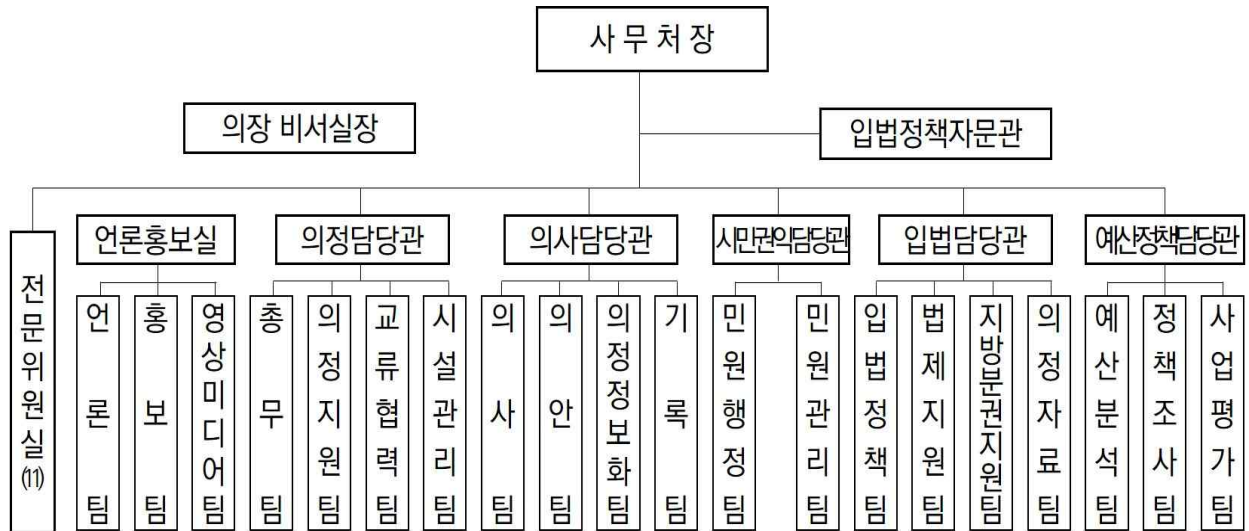 사 무 처 장
의장 비서실장
입법정책자문관
전문위원실(11)
언론홍보실
의정담당관
의사담당관
시민권익담당관
입법담당관
예산정책담당관
언론팀
홍보팀
영상미디어팀
총무팀
의정지원팀
교류협력팀
시설관리팀
의사팀
의안팀
의정정보화팀
기록팀
민원행정팀
민원관리팀
입법정책팀
법제지원팀
지방분권지원팀
의정자료팀
예산분석팀
정책조사팀
사업평가팀